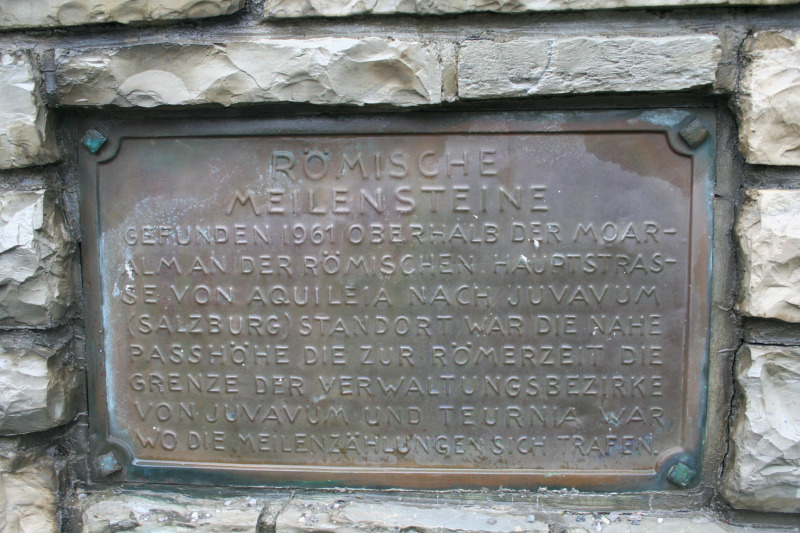 RÖMISCHE
MEILENSTEINE
GEFUNDEN 1961 OBERHALB DER MOAR-
ALM AN DER RÖMISCHEN HAUPTSTRAS-
SE VON AQUILEIA NACH JUVAVUM
(SALZBURG) STANDORT WAR DIE NAHE
PASSHÖHE DIE ZUR RÖMERZEIT DIE
GRENZE DER VERWALTUNGSBEZIRKE
VON JUVAVUM UND TEURNIA WAR,
WO DIE MEILENZÄHLUNGEN SICH TRAFEN.